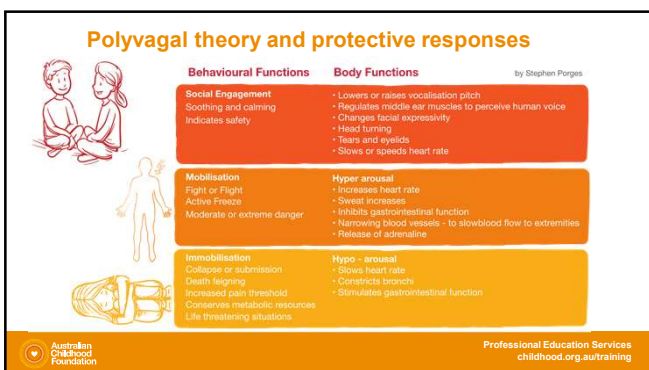 Polyvagal theory and protective responses
Behavioural Functions
Body Functions
by Stephen Porges
Social Engagement
Soothing and calming
Indicates safety
• Lowers or raises vocalisation pitch
• Regulates middle ear muscles to perceive human voice
• Changes facial expressivity
• Head turning
• Tears and eyelids
• Slows or speeds heart rate
Mobilisation
Fight or Flight
Active Freeze
Moderate or extreme danger
Hyper arousal
• Increases heart rate
• Sweat increases
• Inhibits gastrointestinal function
• Narrowing blood vessels - to slowblood flow to extremities
• Release of adrenaline
Immobilisation
Collapse or submission
Death feigning
Increased pain threshold
Conserves metabolic resources
Life threatening situations
Hypo - arousal
• Slows heart rate
• Constricts bronchi
• Stimulates gastrointestinal function
Australian
Childhood
Foundation
Professional Education Services
childhood.org.au/training